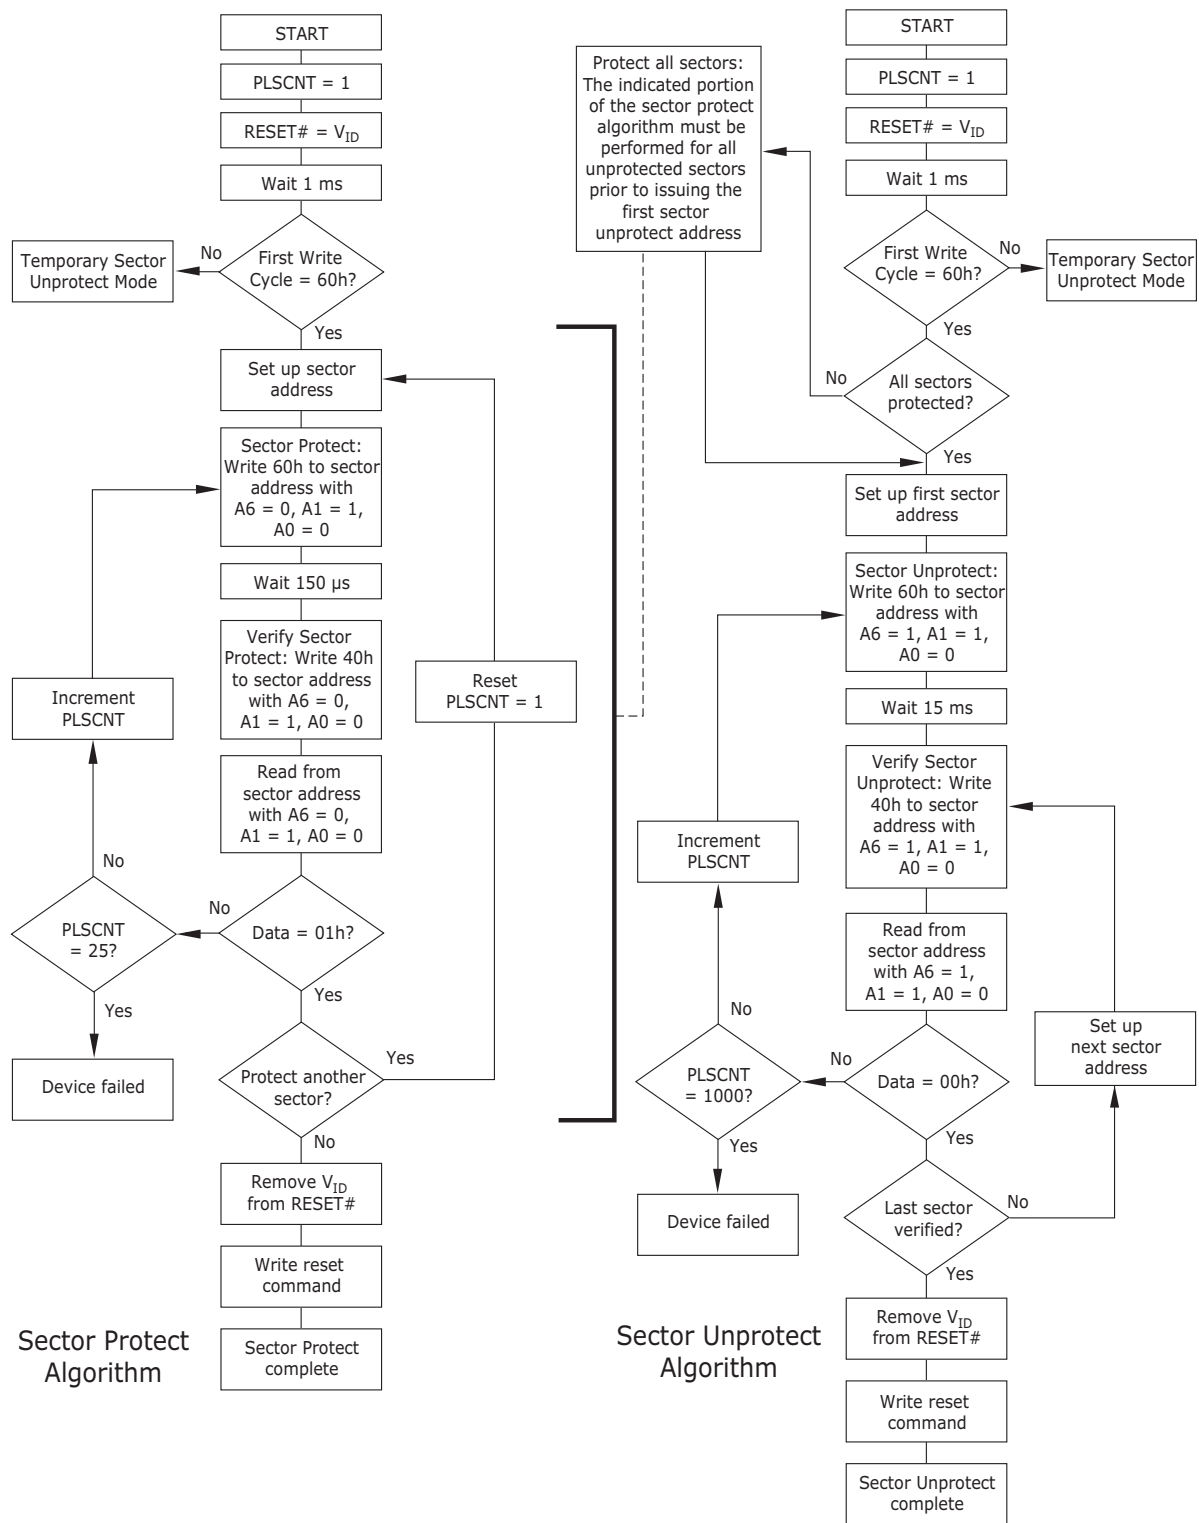 START
PLSCNT = 1
RESET# = VID
Wait 1 ms
First Write
Cycle = 60h?
No
Temporary Sector
Unprotect Mode
Yes
Set up sector
address
Sector Protect:
Write 60h to sector
address with
A6 = 0, A1 = 1,
A0 = 0
Wait 150 µs
Verify Sector
Protect: Write 40h
to sector address
with A6 = 0,
A1 = 1, A0 = 0
Increment
PLSCNT
Reset
PLSCNT = 1
Read from
sector address
with A6 = 0,
A1 = 1, A0 = 0
No
PLSCNT
= 25?
No
Data = 01h?
Yes
Yes
Device failed
Protect another
sector?
Yes
No
Remove VID
from RESET#
Write reset
command
Sector Protect
complete
Sector Protect
Algorithm
Protect all sectors:
The indicated portion
of the sector protect
algorithm must be
performed for all
unprotected sectors
prior to issuing the
first sector
unprotect address
START
PLSCNT = 1
RESET# = VID
Wait 1 ms
First Write
Cycle = 60h?
No
Temporary Sector
Unprotect Mode
Yes
No
All sectors
protected?
Yes
Set up first sector
address
Sector Unprotect:
Write 60h to sector
address with
A6 = 1, A1 = 1,
A0 = 0
Wait 15 ms
Verify Sector
Unprotect: Write
40h to sector
address with
A6 = 1, A1 = 1,
A0 = 0
Increment
PLSCNT
Read from
sector address
with A6 = 1,
A1 = 1, A0 = 0
No
PLSCNT
= 1000?
No
Data = 00h?
Set up
next sector
address
Yes
Yes
Device failed
Last sector
verified?
No
Yes
Remove VID
from RESET#
Write reset
command
Sector Unprotect
complete
Sector Unprotect
Algorithm